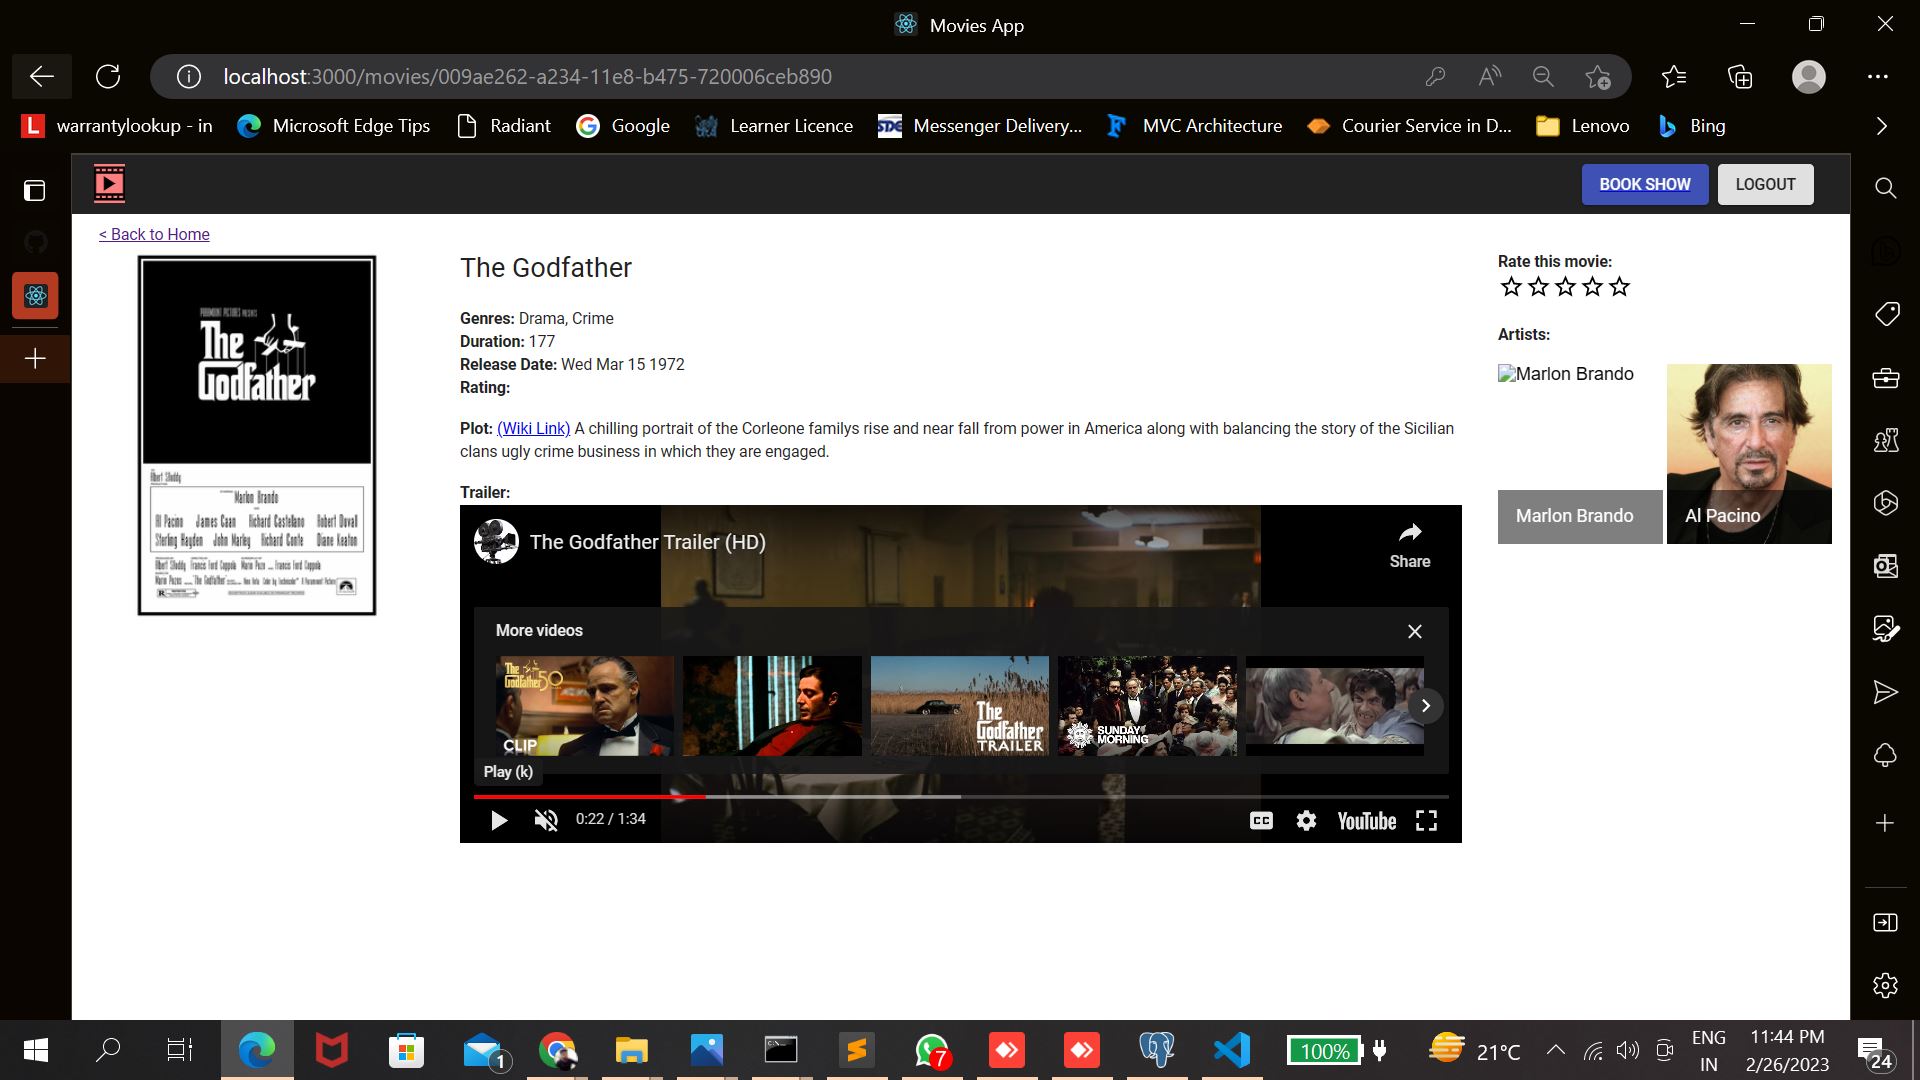 Movies App
localhost:3000/movies/009ae262-a234-11e8-b475-720006ceb890
warrantylookup - in
Microsoft Edge Tips
Radiant
Google
Learner Licence
Messenger Delivery...
MVC Architecture
Courier Service in D...
Lenovo
Bing
BOOK SHOW
LOGOUT
< Back to Home
The
Godfather
Marlon Brando
Al Pacino James Caan Richard Castellano Robert Duvall
Sterling Hayden John Marley Richard Conte Diane Keaton
The Godfather
Genres: Drama, Crime
Duration: 177
Release Date: Wed Mar 15 1972
Rating:
Plot: (Wiki Link) A chilling portrait of the Corleone familys rise and near fall from power in America along with balancing the story of the Sicilian
clans ugly crime business in which they are engaged.
Trailer:
The Godfather Trailer (HD)
Share
More videos
The
Godfather 50
CLIP
The
Godfather
TRAILER
SUNDAY
MORNING
Play (k)
0:22 / 1:34
CC
YouTube
Rate this movie:
Artists:
Marlon Brando
Marlon Brando
Al Pacino
1
7
100%
21°C
ENG
IN
11:44 PM
2/26/2023
24